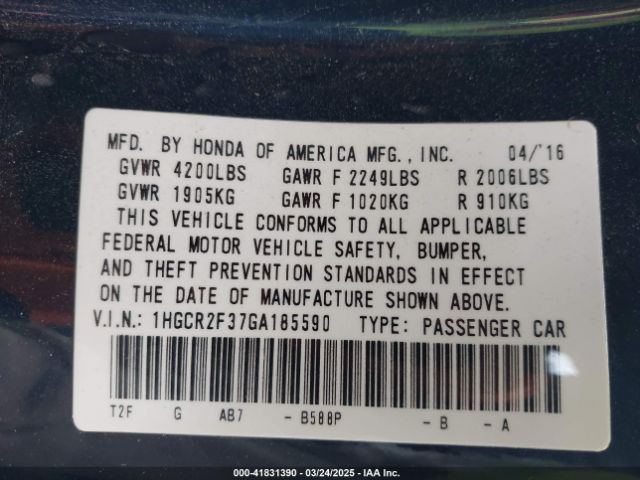 MFD. BY HONDA OF AMERICA MFG., INC. 04/'16
GVWR 4200LBS GAWR F 2249LBS R 2006LBS
GVWR 1905KG GAWR F 1020KG R 910KG
THIS VEHICLE CONFORMS TO ALL APPLICABLE
FEDERAL MOTOR VEHICLE SAFETY, BUMPER,
AND THEFT PREVENTION STANDARDS IN EFFECT
ON THE DATE OF MANUFACTURE SHOWN ABOVE.
V.I.N.: 1HGCR2F37GA185590 TYPE: PASSENGER CAR
T2F G AB7 - B588P - B - A
000-41831390 - 03/24/2025 - IAA Inc.